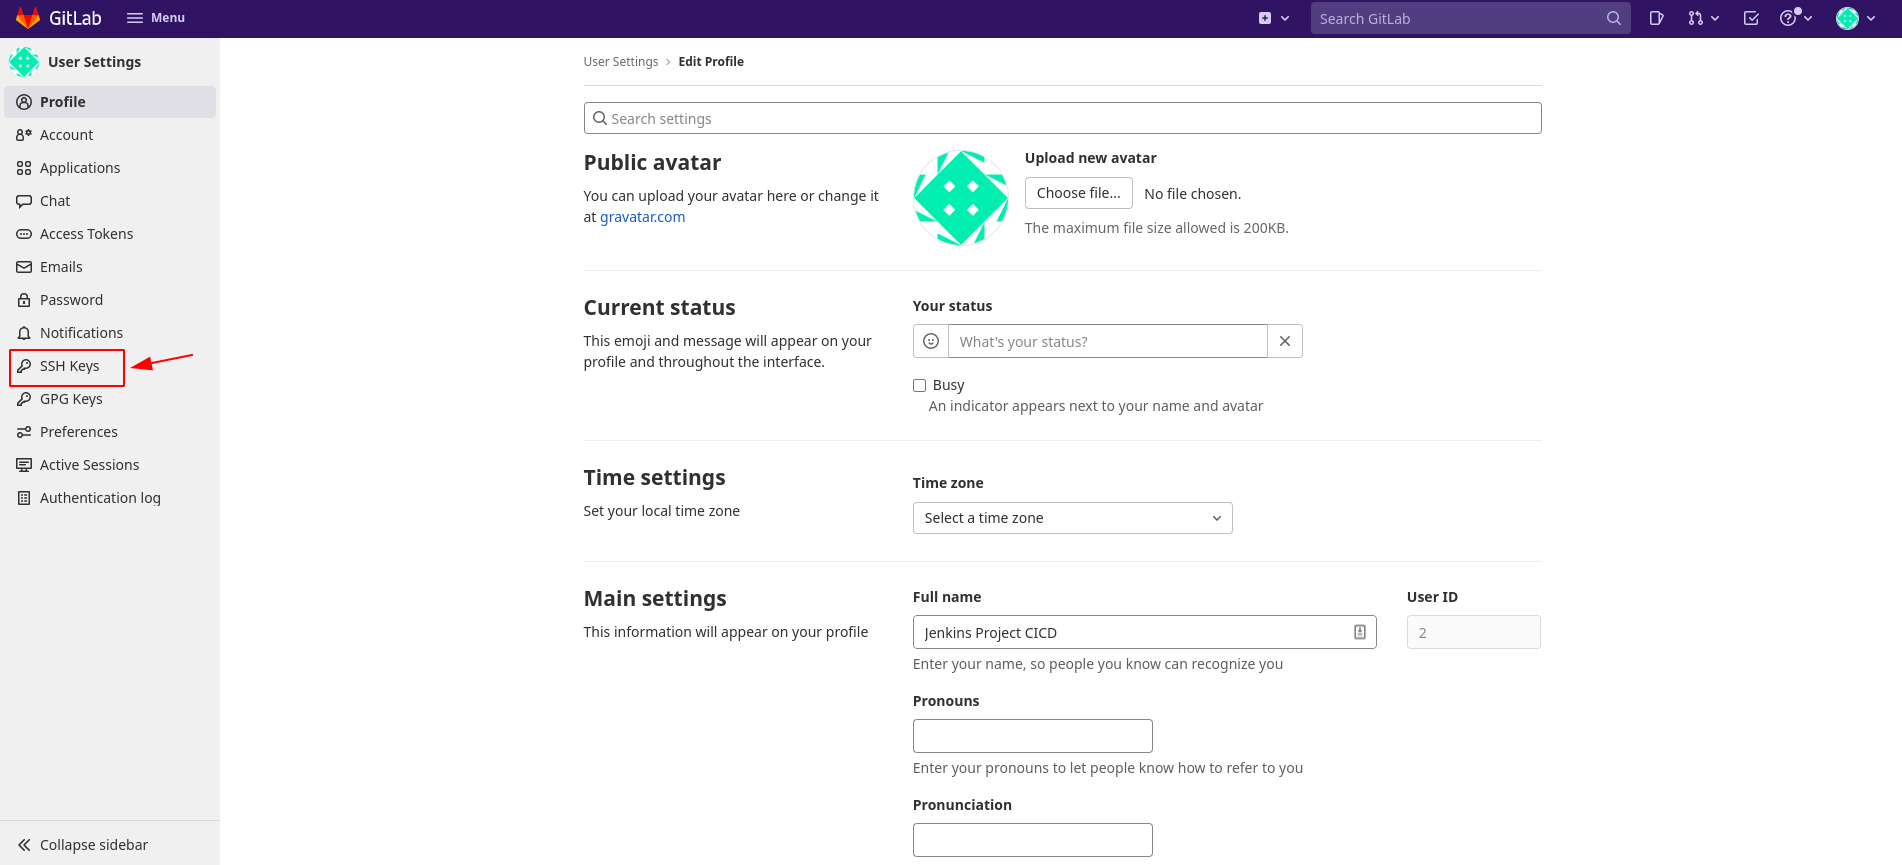 GitLab
Menu
Search GitLab
User Settings
Profile
Account
Applications
Chat
Access Tokens
Emails
Password
Notifications
SSH Keys
GPG Keys
Preferences
Active Sessions
Authentication log
Collapse sidebar
User Settings › Edit Profile
Search settings
Public avatar
You can upload your avatar here or change it
at gravatar.com
Upload new avatar
Choose file... No file chosen.
The maximum file size allowed is 200KB.
Current status
This emoji and message will appear on your
profile and throughout the interface.
Your status
What's your status?
Busy
An indicator appears next to your name and avatar
Time settings
Set your local time zone
Time zone
Select a time zone
Main settings
This information will appear on your profile
Full name
Jenkins Project CICD
Enter your name, so people you know can recognize you
User ID
2
Pronouns
Enter your pronouns to let people know how to refer to you
Pronunciation